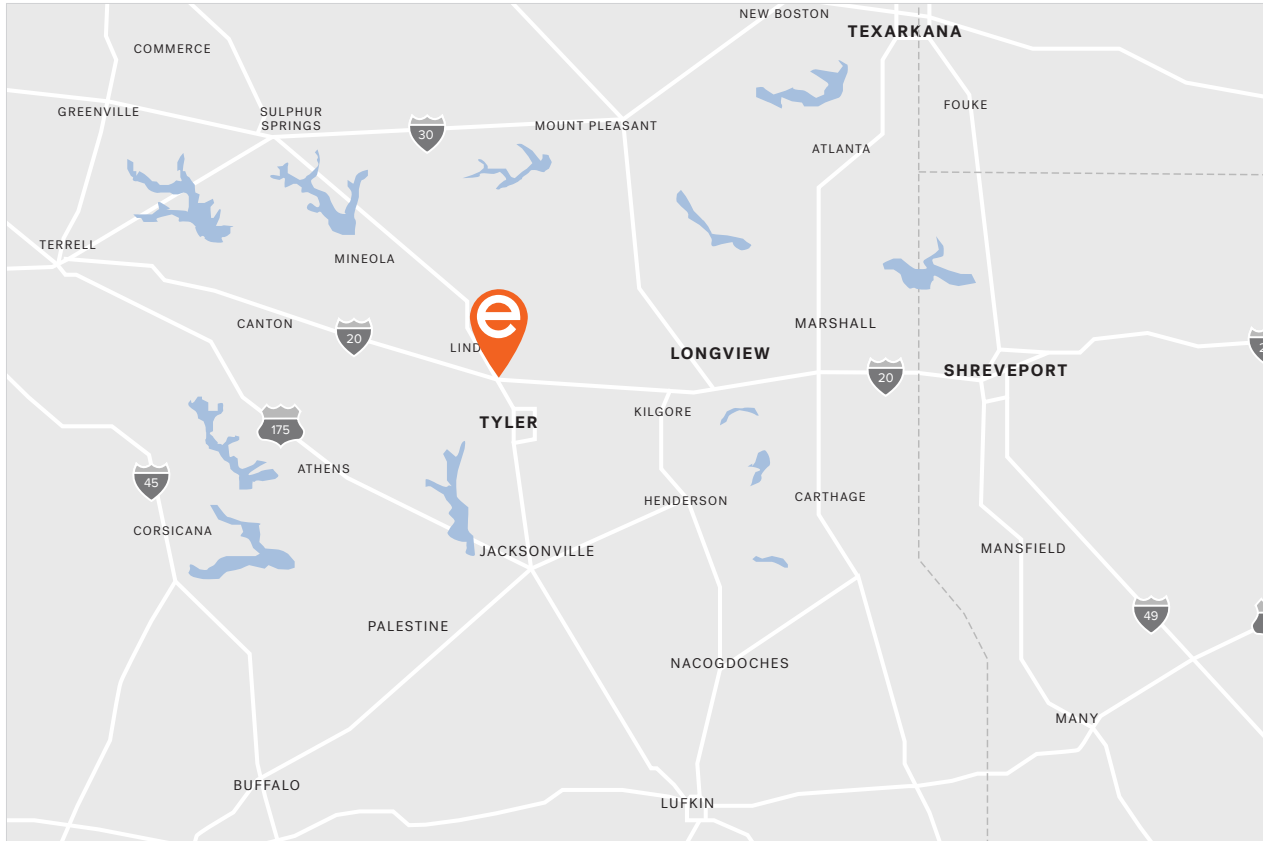 NEW BOSTON
TEXARKANA
COMMERCE
FOUKE
GREENVILLE
SULPHUR
SPRINGS
30
MOUNT PLEASANT
ATLANTA
TERRELL
MINEOLA
e
CANTON
20
LIND
MARSHALL
LONGVIEW
20
SHREVEPORT
KILGORE
TYLER
175
ATHENS
45
HENDERSON
CARTHAGE
CORSICANA
JACKSONVILLE
MANSFIELD
49
PALESTINE
NACOGDOCHES
MANY
BUFFALO
LUFKIN